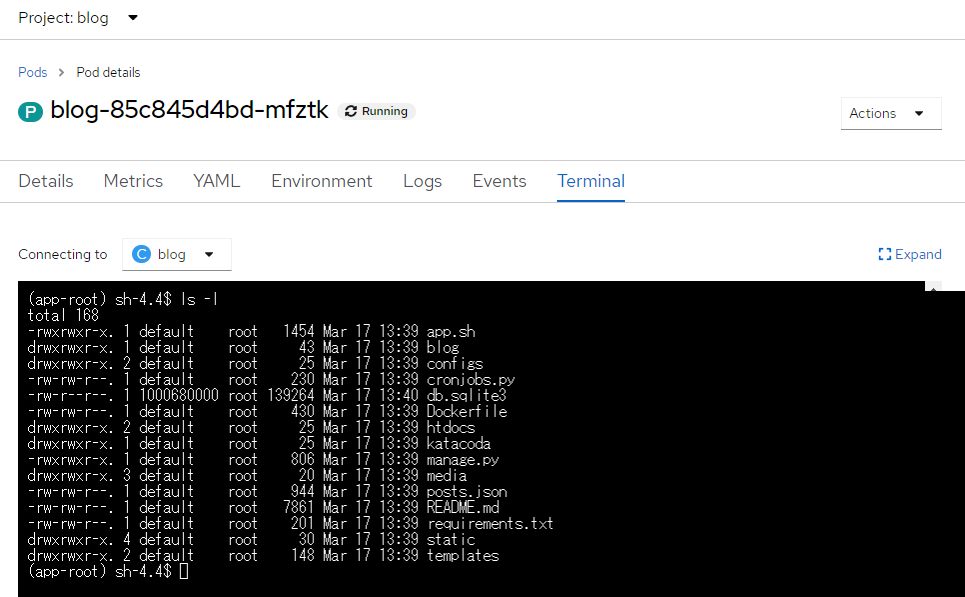 Project: blog
Pods > Pod details
P blog-85c845d4bd-mfztk Running
Actions
Details Metrics YAML Environment Logs Events Terminal
Connecting to C blog
Expand
(app-root) sh-4.4$ ls -l
total 168
-rwxrwxr-x. 1 default root 1454 Mar 17 13:39 app.sh
drwxrwxr-x. 1 default root 43 Mar 17 13:39 blog
drwxrwxr-x. 2 default root 25 Mar 17 13:39 configs
-rw-rw-r--. 1 default root 230 Mar 17 13:39 cronjobs.py
-rw-r--r--. 1 1000680000 root 139264 Mar 17 13:40 db.sqlite3
-rw-rw-r--. 1 default root 430 Mar 17 13:39 Dockerfile
drwxrwxr-x. 2 default root 25 Mar 17 13:39 htdocs
drwxrwxr-x. 1 default root 25 Mar 17 13:39 katacoda
-rwxrwxr-x. 1 default root 806 Mar 17 13:39 manage.py
drwxrwxr-x. 3 default root 20 Mar 17 13:39 media
-rw-rw-r--. 1 default root 944 Mar 17 13:39 posts.json
-rw-rw-r--. 1 default root 7861 Mar 17 13:39 README.md
-rw-rw-r--. 1 default root 201 Mar 17 13:39 requirements.txt
drwxrwxr-x. 4 default root 30 Mar 17 13:39 static
drwxrwxr-x. 2 default root 148 Mar 17 13:39 templates
(app-root) sh-4.4$